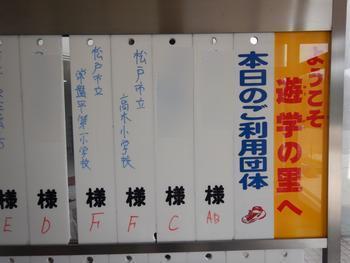 ようこそ
遊学の里へ
本日のご利用団体
様
AB
様
C
松戸市立
高木小学校
様
F
松戸市立
常盤平第一小学校
様
F
様
D
E